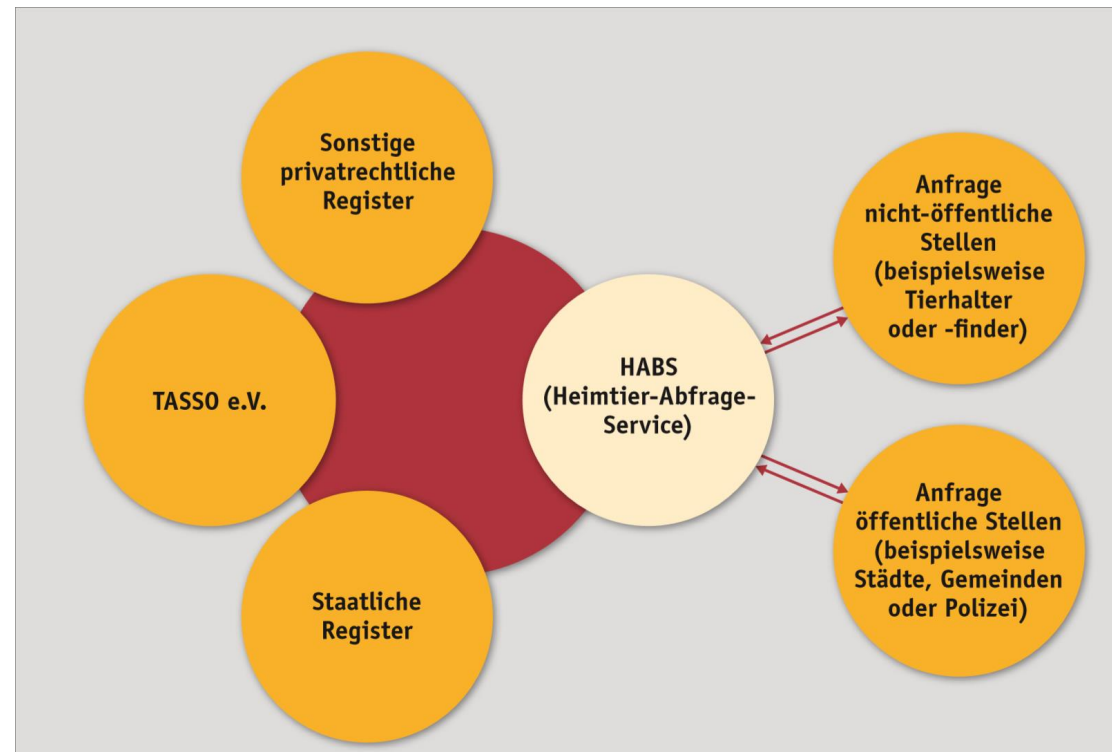 Sonstige
privatrechtliche
Register
TASSO e.V.
Staatliche
Register
HABS
(Heimtier-Abfrage-
Service)
Anfrage
nicht-öffentliche
Stellen
(beispielsweise
Tierhalter
oder -finder)
Anfrage
öffentliche Stellen
(beispielsweise
Städte, Gemeinden
oder Polizei)